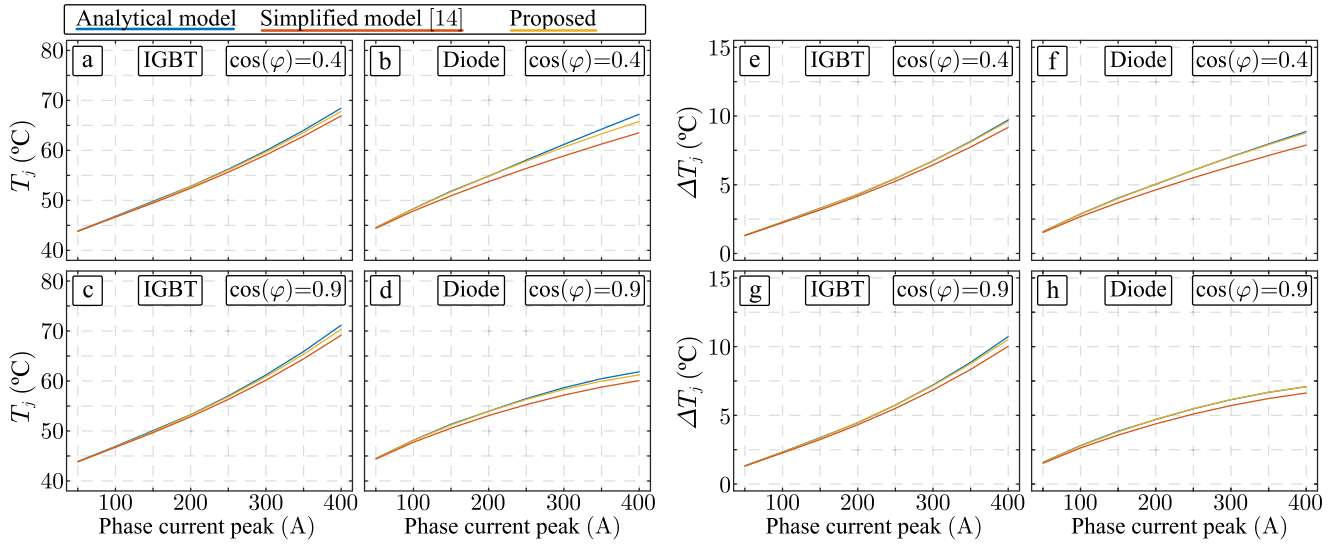 Analytical model Simplified model [14] Proposed
a IGBT cos(φ)=0.4 b Diode cos(φ)=0.4
e IGBT cos(φ)=0.4 f Diode cos(φ)=0.4
80
70
60
50
40
T_j (ºC)
15
10
5
0
ΔT_j (ºC)
c IGBT cos(φ)=0.9 d Diode cos(φ)=0.9
g IGBT cos(φ)=0.9 h Diode cos(φ)=0.9
80
70
60
50
40
T_j (ºC)
15
10
5
0
ΔT_j (ºC)
100 200 300 400 100 200 300 400
100 200 300 400 100 200 300 400
Phase current peak (A) Phase current peak (A)
Phase current peak (A) Phase current peak (A)